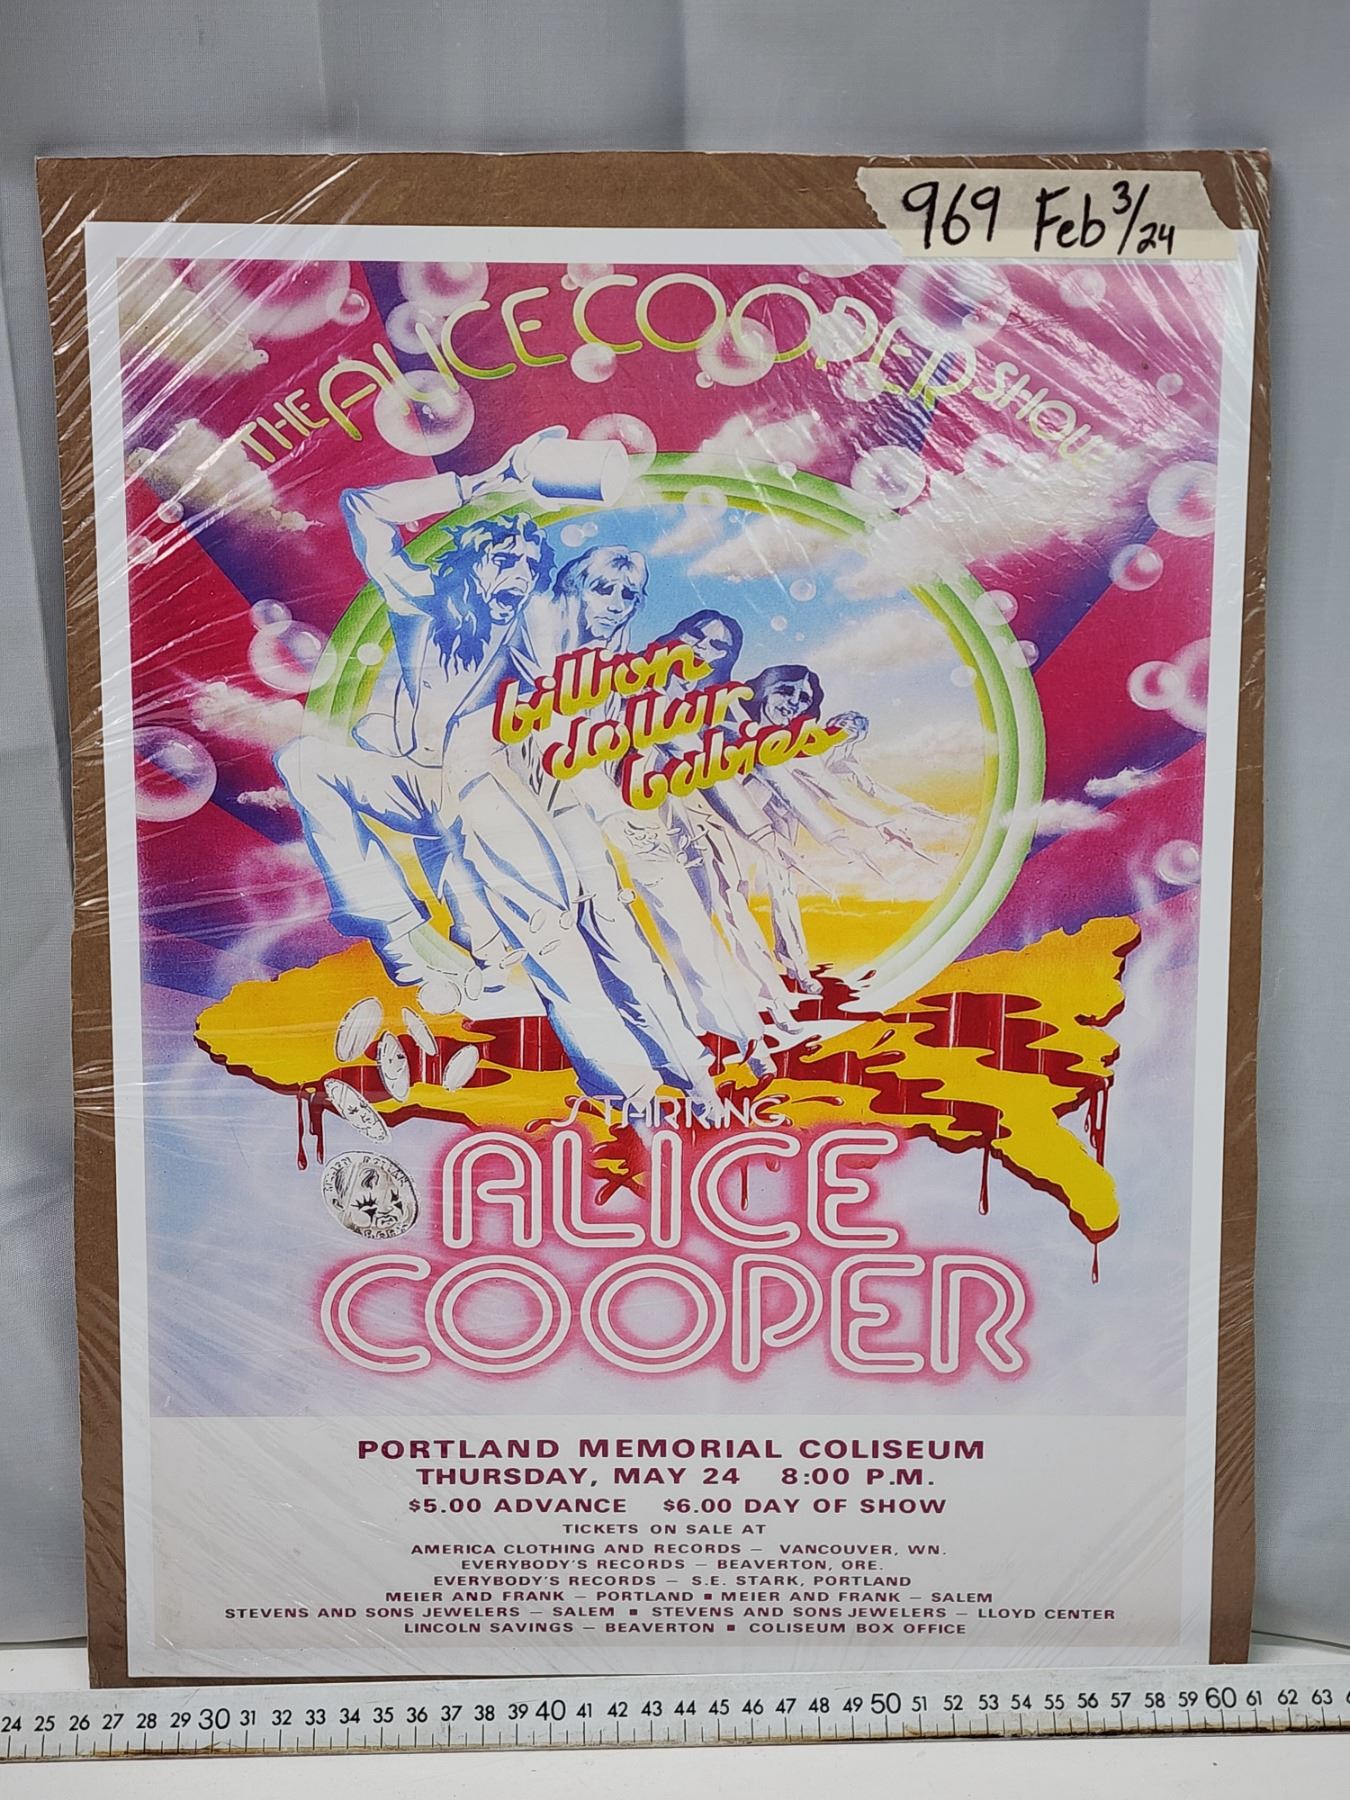 969 Feb 3/24
THE ALICE COOPER SHOW
billion
dollar
babies
STARRING
ALICE
COOPER
PORTLAND MEMORIAL COLISEUM
THURSDAY, MAY 24 8:00 P.M.
$5.00 ADVANCE $6.00 DAY OF SHOW
TICKETS ON SALE AT
AMERICA CLOTHING AND RECORDS — VANCOUVER, WN.
EVERYBODY'S RECORDS — BEAVERTON, ORE.
EVERYBODY'S RECORDS — S.E. STARK, PORTLAND
MEIER AND FRANK — PORTLAND ▪ MEIER AND FRANK — SALEM
STEVENS AND SONS JEWELERS — SALEM ▪ STEVENS AND SONS JEWELERS — LLOYD CENTER
LINCOLN SAVINGS — BEAVERTON ▪ COLISEUM BOX OFFICE
24 25 26 27 28 29 30 31 32 33 34 35 36 37 38 39 40 41 42 43 44 45 46 47 48 49 50 51 52 53 54 55 56 57 58 59 60 61 62 63